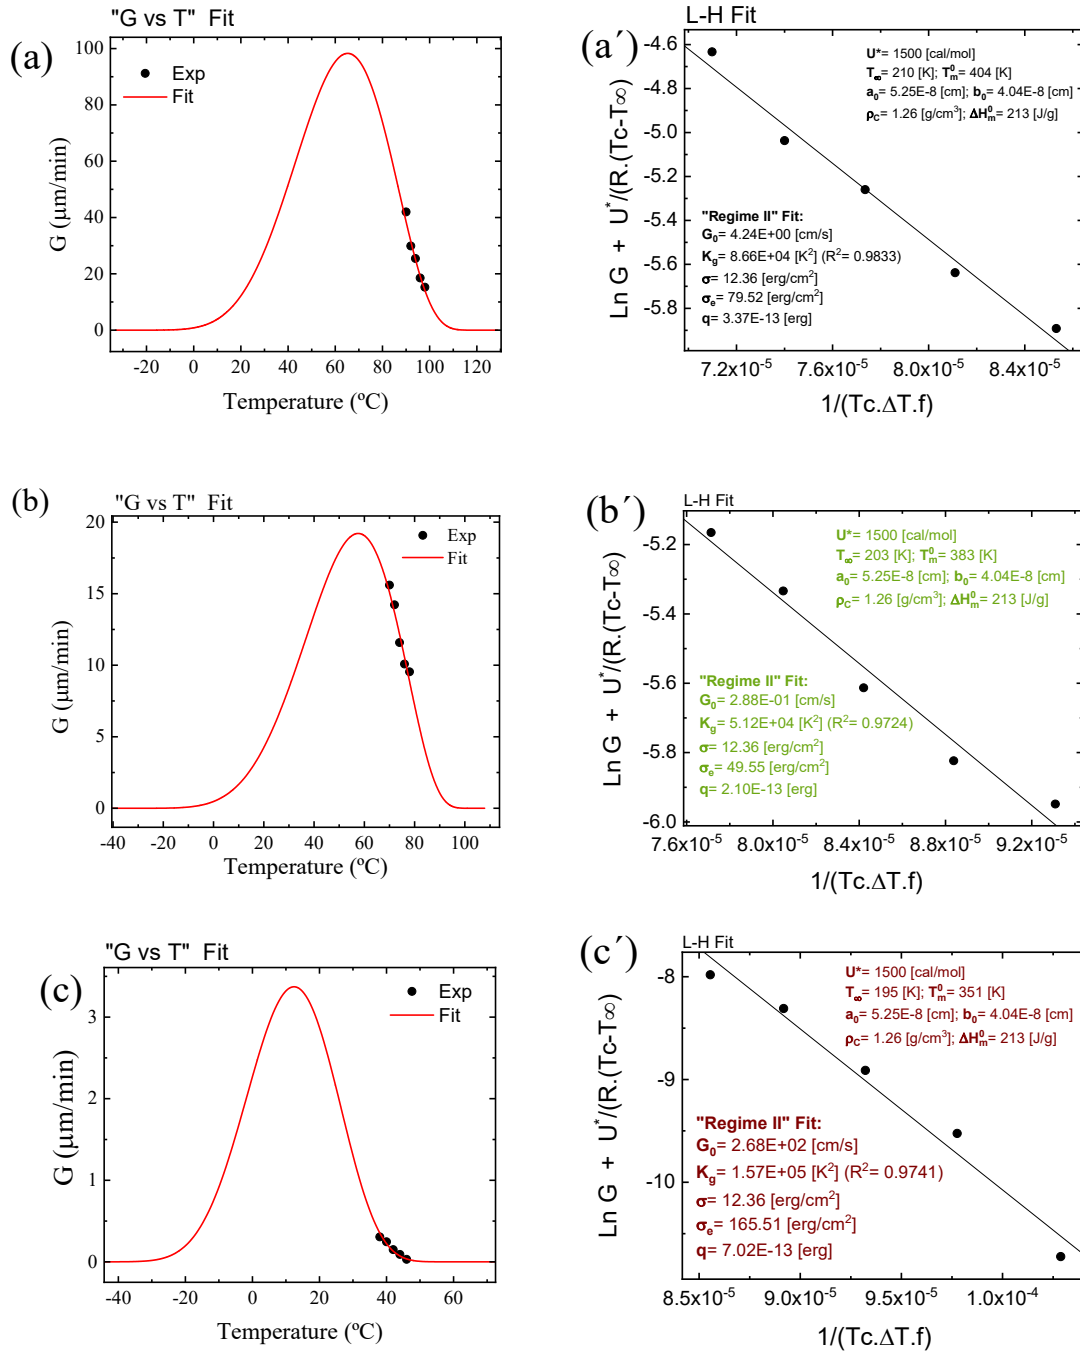 "G vs T" Fit
(a)
100
80
60
40
20
0
G (μm/min)
Exp
Fit
-20 0 20 40 60 80 100 120
Temperature (ºC)
L-H Fit
(a´)
-4.6
-4.8
-5.0
-5.2
-5.4
-5.6
-5.8
Ln G + U*/(R.(Tc-T∞)
U*= 1500 [cal/mol]
T∞= 210 [K]; T⁰m= 404 [K]
a₀= 5.25E-8 [cm]; b₀= 4.04E-8 [cm]
ρC= 1.26 [g/cm³]; ΔH⁰m= 213 [J/g]
"Regime II" Fit:
G₀= 4.24E+00 [cm/s]
Kg= 8.66E+04 [K²] (R²= 0.9833)
σ= 12.36 [erg/cm²]
σe= 79.52 [erg/cm²]
q= 3.37E-13 [erg]
7.2x10⁻⁵ 7.6x10⁻⁵ 8.0x10⁻⁵ 8.4x10⁻⁵
1/(Tc.ΔT.f)
(b)
"G vs T" Fit
20
15
10
5
0
G (μm/min)
Exp
Fit
-40 -20 0 20 40 60 80 100
Temperature (ºC)
(b´)
L-H Fit
-5.2
-5.4
-5.6
-5.8
-6.0
Ln G + U*/(R.(Tc-T∞)
U*= 1500 [cal/mol]
T∞= 203 [K]; T⁰m= 383 [K]
a₀= 5.25E-8 [cm]; b₀= 4.04E-8 [cm]
ρC= 1.26 [g/cm³]; ΔH⁰m= 213 [J/g]
"Regime II" Fit:
G₀= 2.88E-01 [cm/s]
Kg= 5.12E+04 [K²] (R²= 0.9724)
σ= 12.36 [erg/cm²]
σe= 49.55 [erg/cm²]
q= 2.10E-13 [erg]
7.6x10⁻⁵ 8.0x10⁻⁵ 8.4x10⁻⁵ 8.8x10⁻⁵ 9.2x10⁻⁵
1/(Tc.ΔT.f)
"G vs T" Fit
(c)
3
2
1
0
G (μm/min)
Exp
Fit
-40 -20 0 20 40 60
Temperature (ºC)
(c´)
L-H Fit
-8
-9
-10
Ln G + U*/(R.(Tc-T∞)
U*= 1500 [cal/mol]
T∞= 195 [K]; T⁰m= 351 [K]
a₀= 5.25E-8 [cm]; b₀= 4.04E-8 [cm]
ρC= 1.26 [g/cm³]; ΔH⁰m= 213 [J/g]
"Regime II" Fit:
G₀= 2.68E+02 [cm/s]
Kg= 1.57E+05 [K²] (R²= 0.9741)
σ= 12.36 [erg/cm²]
σe= 165.51 [erg/cm²]
q= 7.02E-13 [erg]
8.5x10⁻⁵ 9.0x10⁻⁵ 9.5x10⁻⁵ 1.0x10⁻⁴
1/(Tc.ΔT.f)